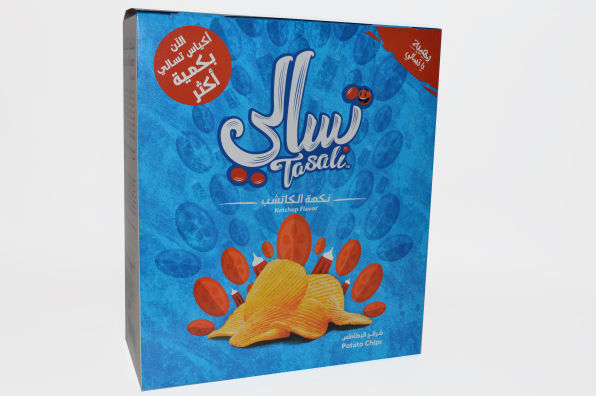 الآن
أكياس تسالي
بكمية
أكثر
تسالي
Tasali
نكهة الكاتشب
Ketchup Flavor
شرائح البطاطس
Potato Chips